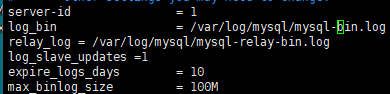 server-id = 1
log_bin = /var/log/mysql/mysql-bin.log
relay_log = /var/log/mysql/mysql-relay-bin.log
log_slave_updates =1
expire_logs_days = 10
max_binlog_size = 100M